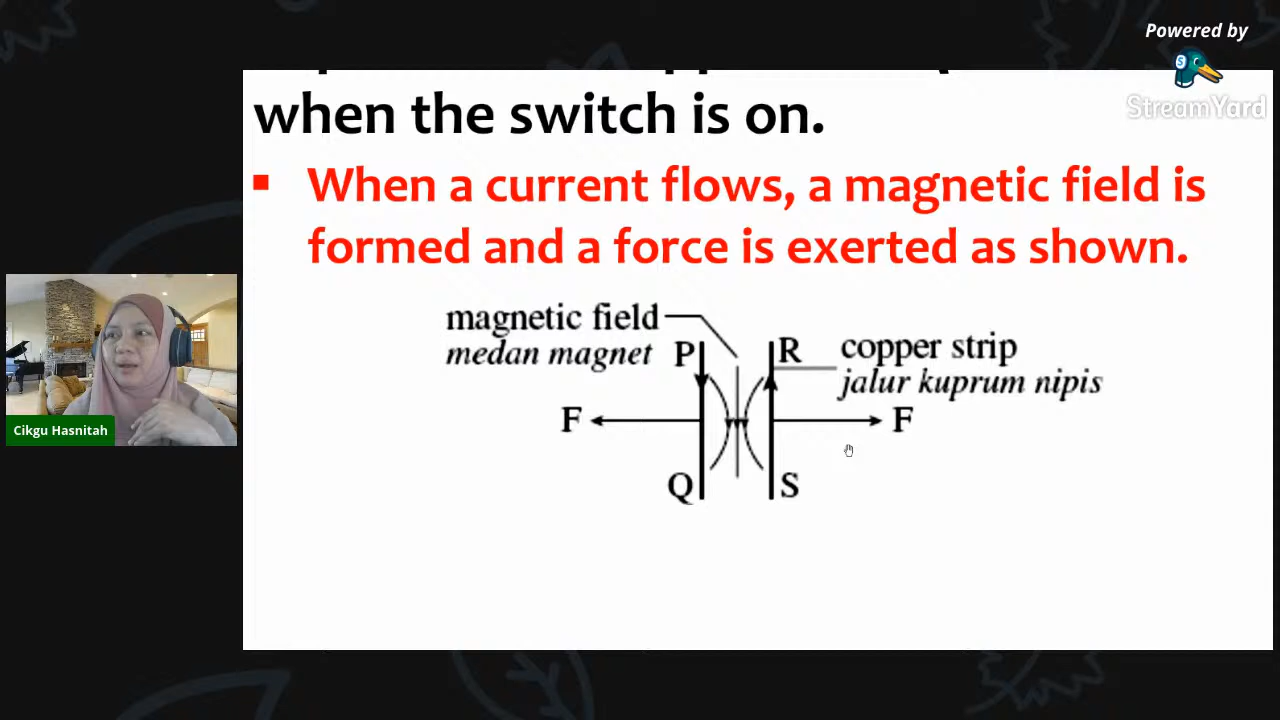 Powered by
StreamYard
when the switch is on.
▪ When a current flows, a magnetic field is
formed and a force is exerted as shown.
magnetic field
medan magnet
P
R
copper strip
jalur kuprum nipis
F
F
Q
S
Cikgu Hasnitah